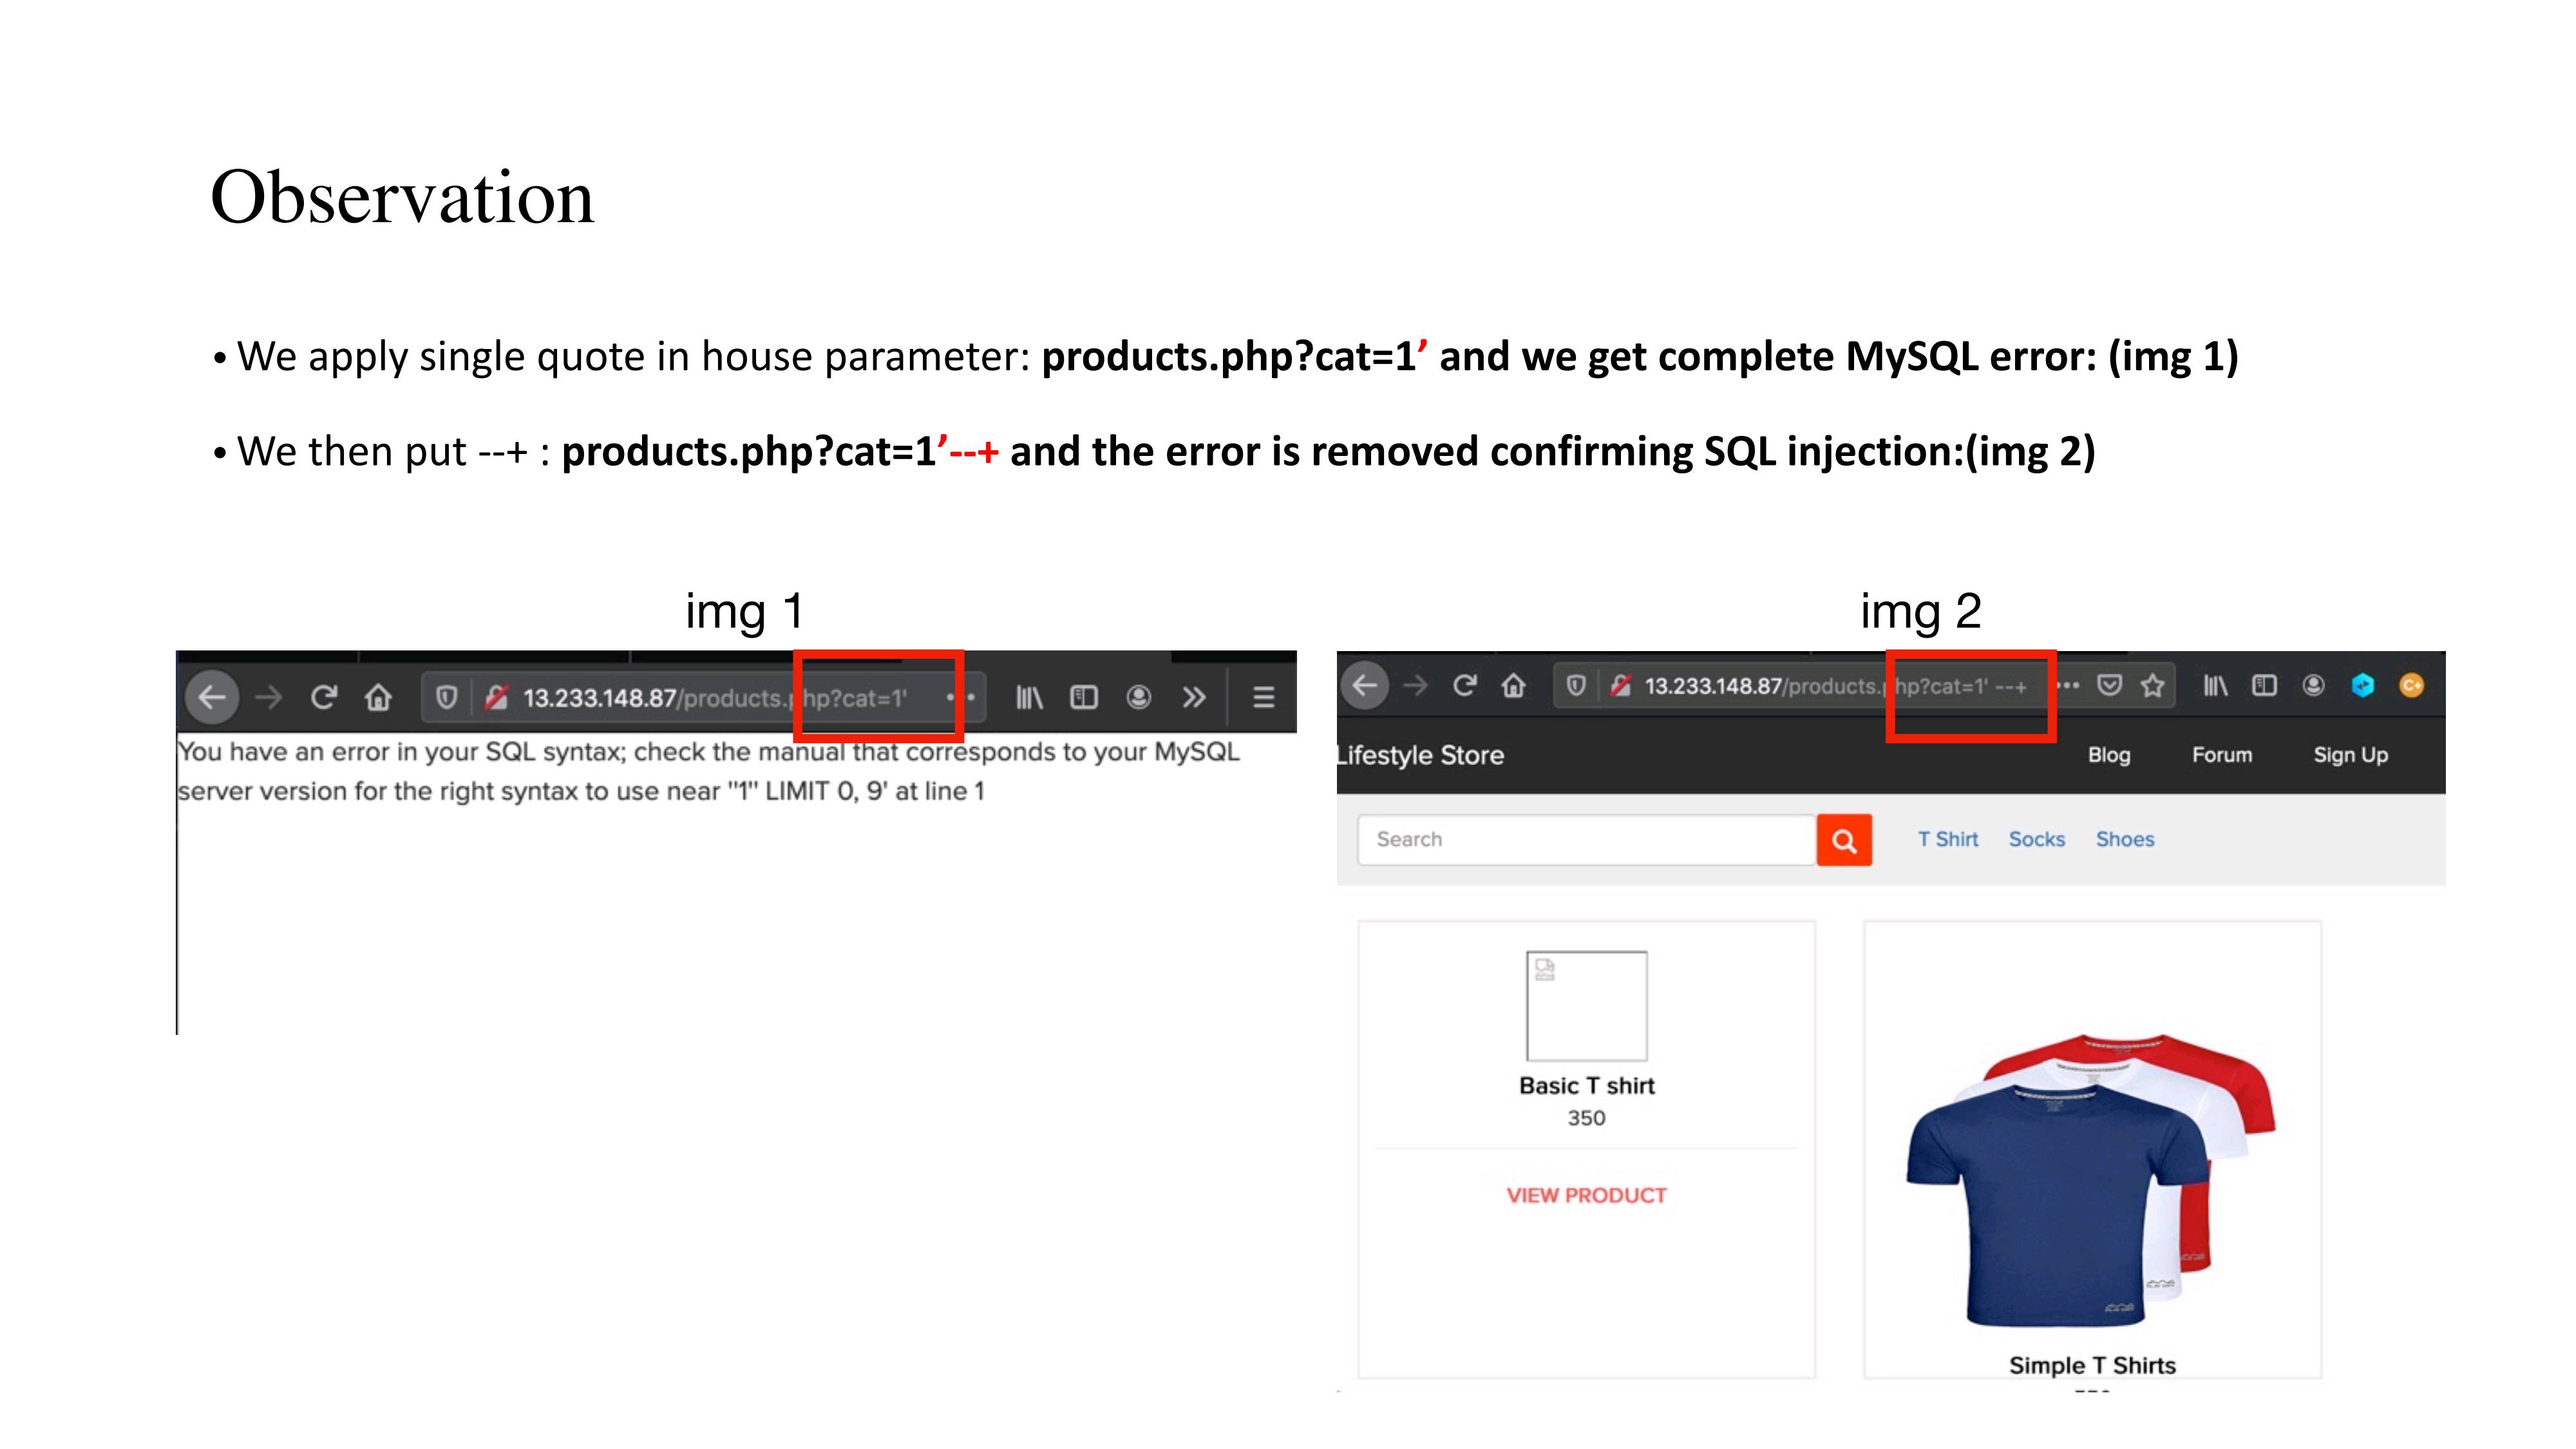 Observation
• We apply single quote in house parameter: products.php?cat=1’ and we get complete MySQL error: (img 1)
• We then put --+ : products.php?cat=1’--+ and the error is removed confirming SQL injection:(img 2)
img 1
13.233.148.87/products.php?cat=1'
You have an error in your SQL syntax; check the manual that corresponds to your MySQL
server version for the right syntax to use near ''1'' LIMIT 0, 9' at line 1
img 2
13.233.148.87/products.php?cat=1' --+
C+
Lifestyle Store
Blog
Forum
Sign Up
Search
T Shirt
Socks
Shoes
Basic T shirt
350
VIEW PRODUCT
Simple T Shirts